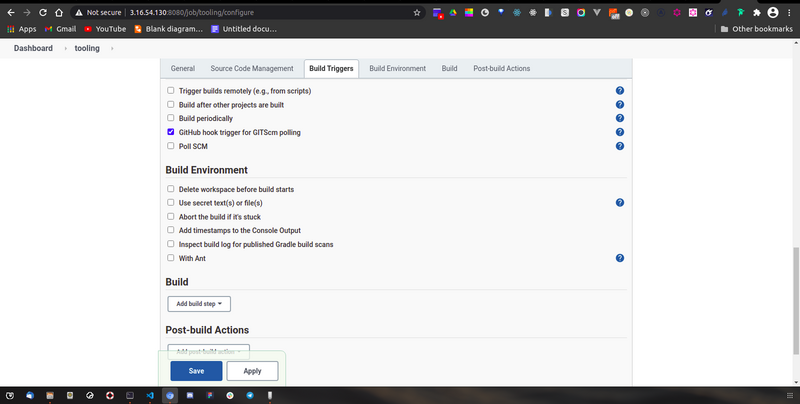 Not secure | 3.16.54.130:8080/job/tooling/configure
Apps Gmail YouTube Blank diagram... Untitled docu... Other bookmarks
Dashboard > tooling >
General Source Code Management Build Triggers Build Environment Build Post-build Actions
Trigger builds remotely (e.g., from scripts)
Build after other projects are built
Build periodically
GitHub hook trigger for GITScm polling
Poll SCM
Build Environment
Delete workspace before build starts
Use secret text(s) or file(s)
Abort the build if it's stuck
Add timestamps to the Console Output
Inspect build log for published Gradle build scans
With Ant
Build
Add build step
Post-build Actions
Add post-build action
Save Apply